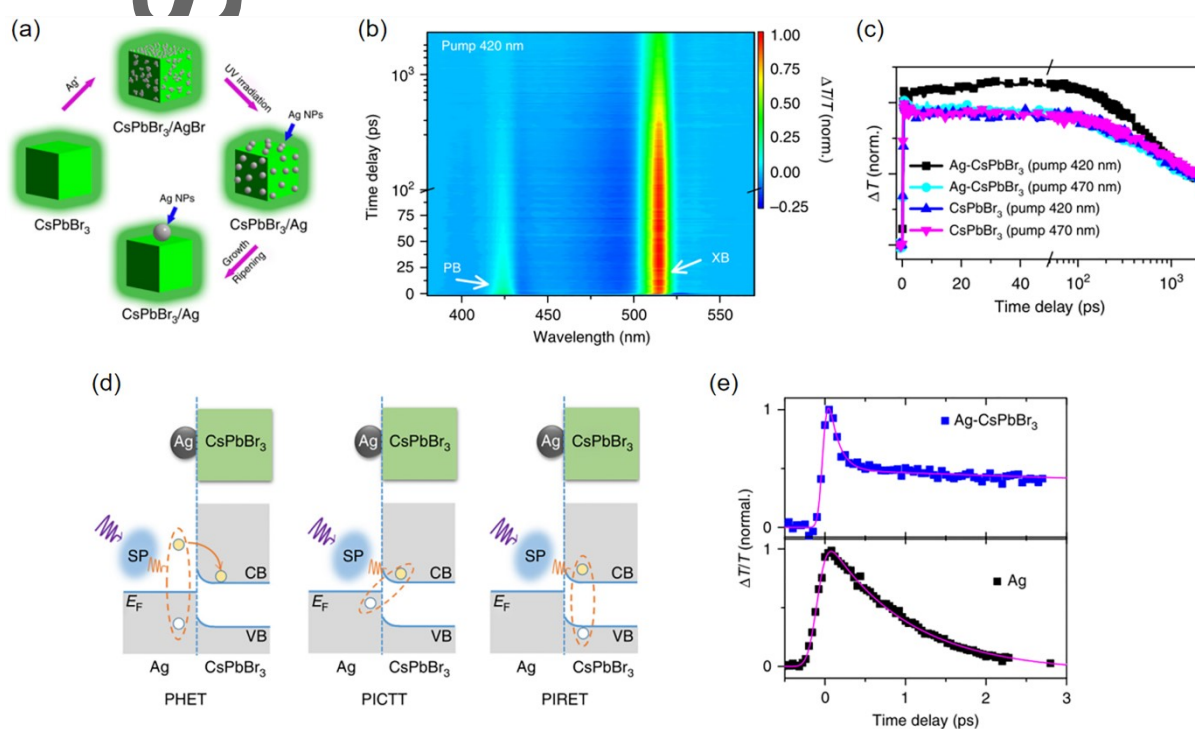 (a)
Ag⁺
UV irradiation
CsPbBr₃/AgBr
Ag NPs
CsPbBr₃
Ag NPs
CsPbBr₃/Ag
Growth
Ripening
CsPbBr₃/Ag
(b)
Pump 420 nm
Time delay (ps)
10³
10²
75
50
25
0
PB
XB
400
450
500
550
Wavelength (nm)
1.00
0.75
0.50
0.25
0.00
−0.25
ΔT/T (norm.)
(c)
ΔT (norm.)
Ag-CsPbBr₃ (pump 420 nm)
Ag-CsPbBr₃ (pump 470 nm)
CsPbBr₃ (pump 420 nm)
CsPbBr₃ (pump 470 nm)
0
20
40
10²
10³
Time delay (ps)
(d)
Ag
CsPbBr₃
SP
CB
E_F
VB
Ag
CsPbBr₃
PHET
Ag
CsPbBr₃
SP
CB
E_F
VB
Ag
CsPbBr₃
PICTT
Ag
CsPbBr₃
SP
CB
E_F
VB
Ag
CsPbBr₃
PIRET
(e)
1
0
Ag-CsPbBr₃
ΔT/T (normal.)
1
0
Ag
0
1
2
3
Time delay (ps)